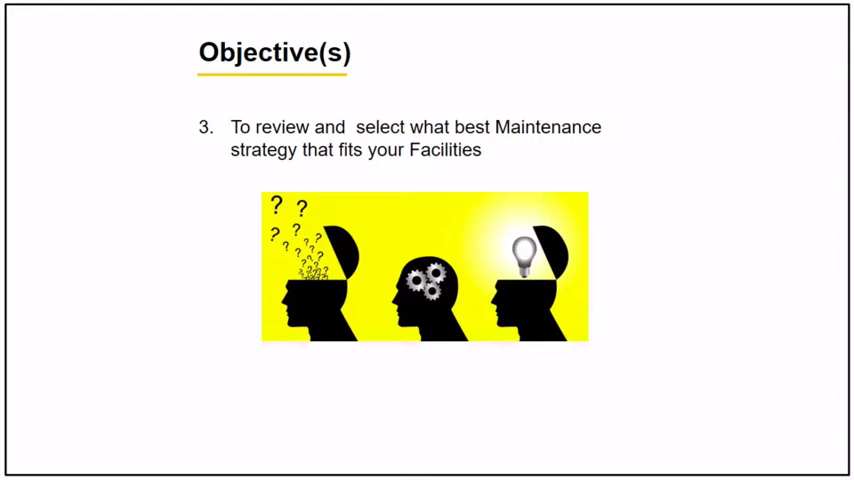 Objective(s)
3. To review and select what best Maintenance
strategy that fits your Facilities
? ?
? ? ? ? ? ? ? ? ?